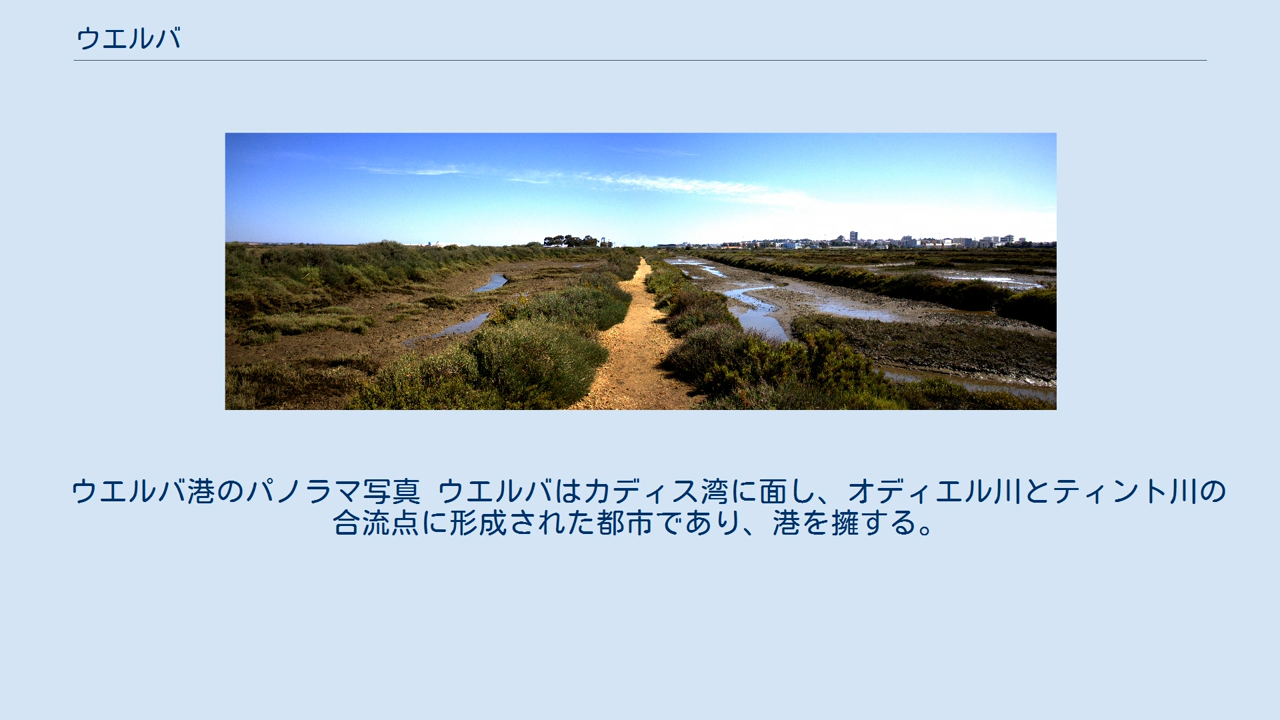 ウエルバ
ウエルバ港のパノラマ写真 ウエルバはカディス湾に面し、オディエル川とティント川の
合流点に形成された都市であり、港を擁する。